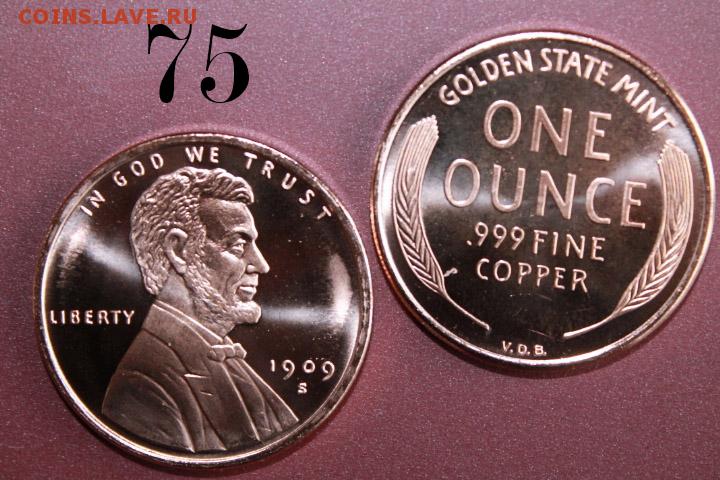 COINS.LAVE.RU
75
IN GOD WE TRUST
LIBERTY
1909
S
GOLDEN STATE MINT
ONE
OUNCE
.999 FINE
COPPER
V.D.B.